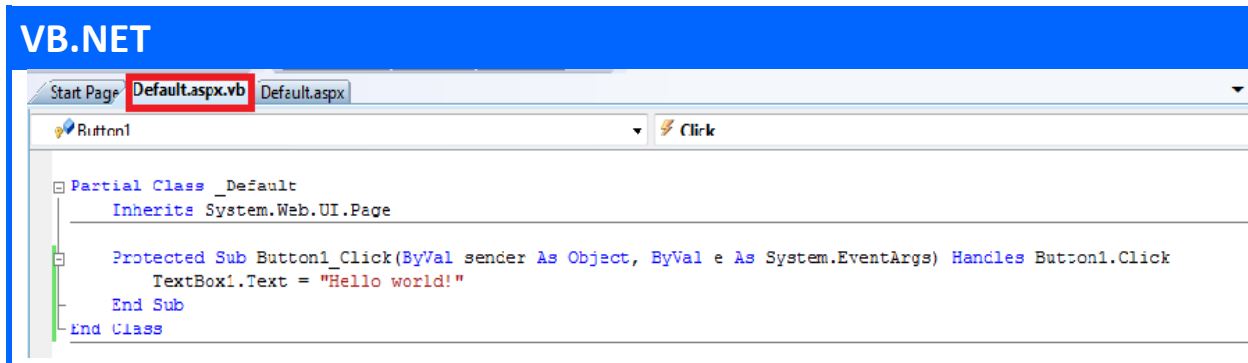 VB.NET
Start Page Default.aspx.vb Default.aspx
Button1 Click
Partial Class _Default
Inherits System.Web.UI.Page
Protected Sub Button1_Click(ByVal sender As Object, ByVal e As System.EventArgs) Handles Button1.Click
TextBox1.Text = "Hello world!"
End Sub
End Class